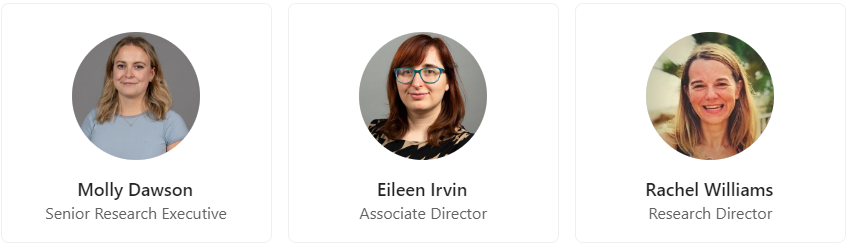 Molly Dawson
Senior Research Executive
Eileen Irvin
Associate Director
Rachel Williams
Research Director